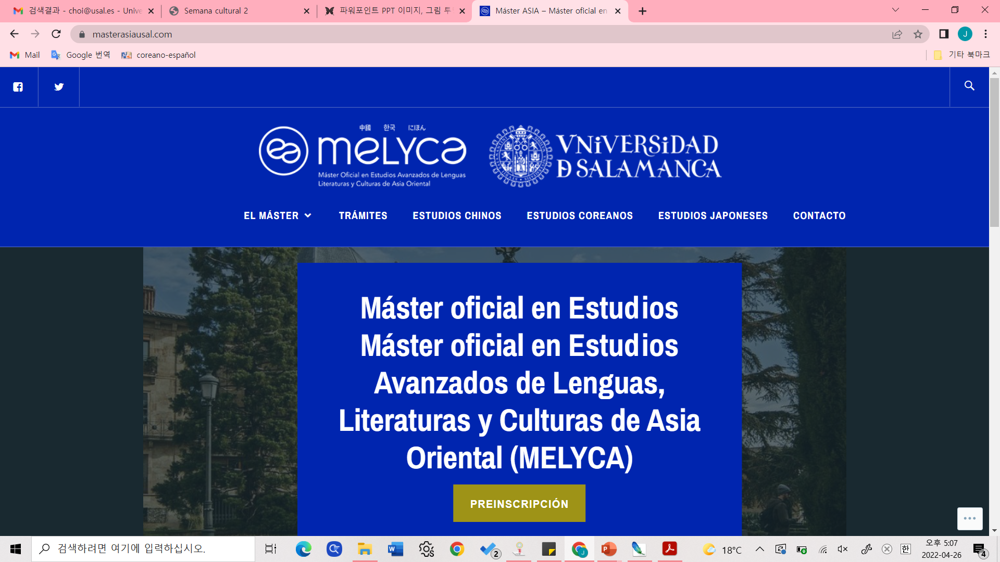 검색결과 - choi@usal.es - Unive
Semana cultural 2
파워포인트 PPT 이미지, 그림 투
Máster ASIA – Máster oficial en
masterasiausal.com
J
Mail
Google 번역
coreano-español
기타 북마크
中國 한국 にほん
meLYca
Máster Oficial en Estudios Avanzados de Lenguas
Literaturas y Culturas de Asia Oriental
VNiVERSiDAD
D SALAMANCA
EL MÁSTER
TRÁMITES
ESTUDIOS CHINOS
ESTUDIOS COREANOS
ESTUDIOS JAPONESES
CONTACTO
Máster oficial en Estudios
Máster oficial en Estudios
Avanzados de Lenguas,
Literaturas y Culturas de Asia
Oriental (MELYCA)
PREINSCRIPCIÓN
검색하려면 여기에 입력하십시오.
2
18°C
한
오후 5:07
2022-04-26
4